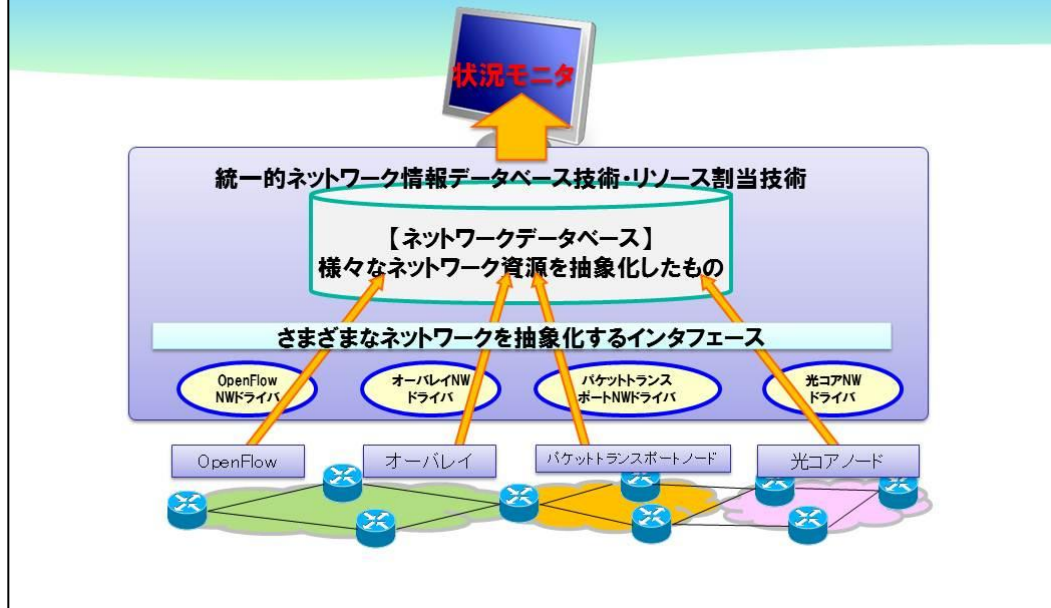 状況モニタ
統一的ネットワーク情報データベース技術・リソース割当技術
【ネットワークデータベース】
様々なネットワーク資源を抽象化したもの
さまざまなネットワークを抽象化するインタフェース
OpenFlow
NWドライバ
オーバレイNW
ドライバ
パケットトランス
ポートNWドライバ
光コアNW
ドライバ
OpenFlow
オーバレイ
パケットトランスポートノード
光コアノード